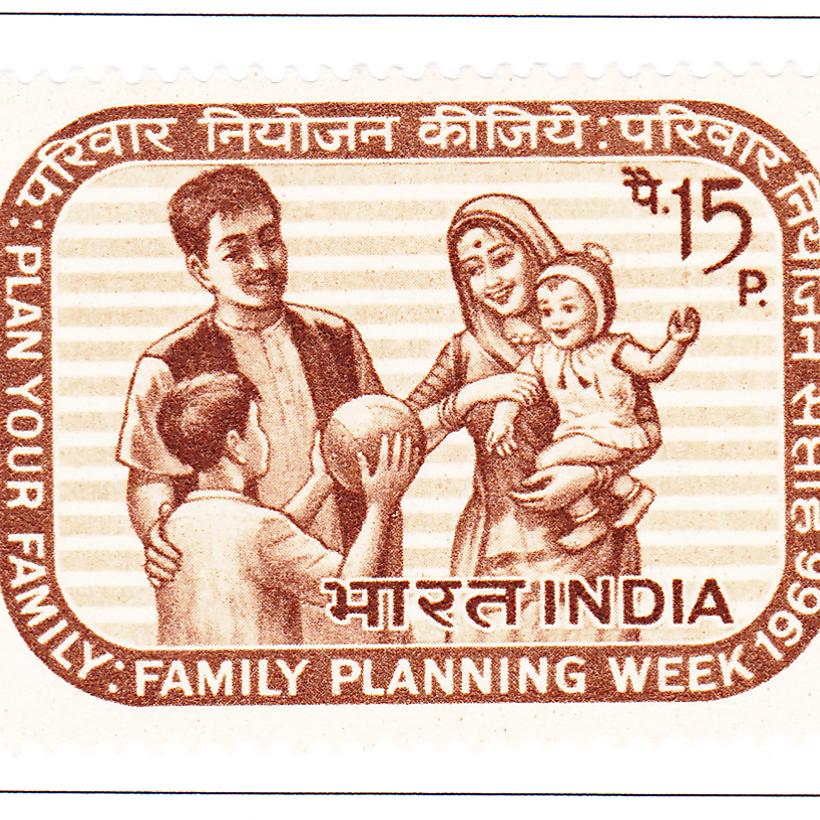 परिवार नियोजन कीजिये : परिवार नियोजन सप्ताह 1966
पै. 15 P.
भारत INDIA
PLAN YOUR FAMILY : FAMILY PLANNING WEEK